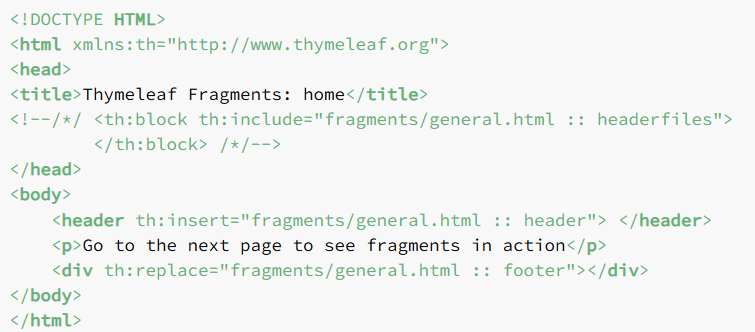 <!DOCTYPE HTML>
<html xmlns:th="http://www.thymeleaf.org">
<head>
<title>Thymeleaf Fragments: home</title>
<!--/*/ <th:block th:include="fragments/general.html :: headerfiles">
        </th:block> /*/-->
</head>
<body>
    <header th:insert="fragments/general.html :: header"> </header>
    <p>Go to the next page to see fragments in action</p>
    <div th:replace="fragments/general.html :: footer"></div>
</body>
</html>